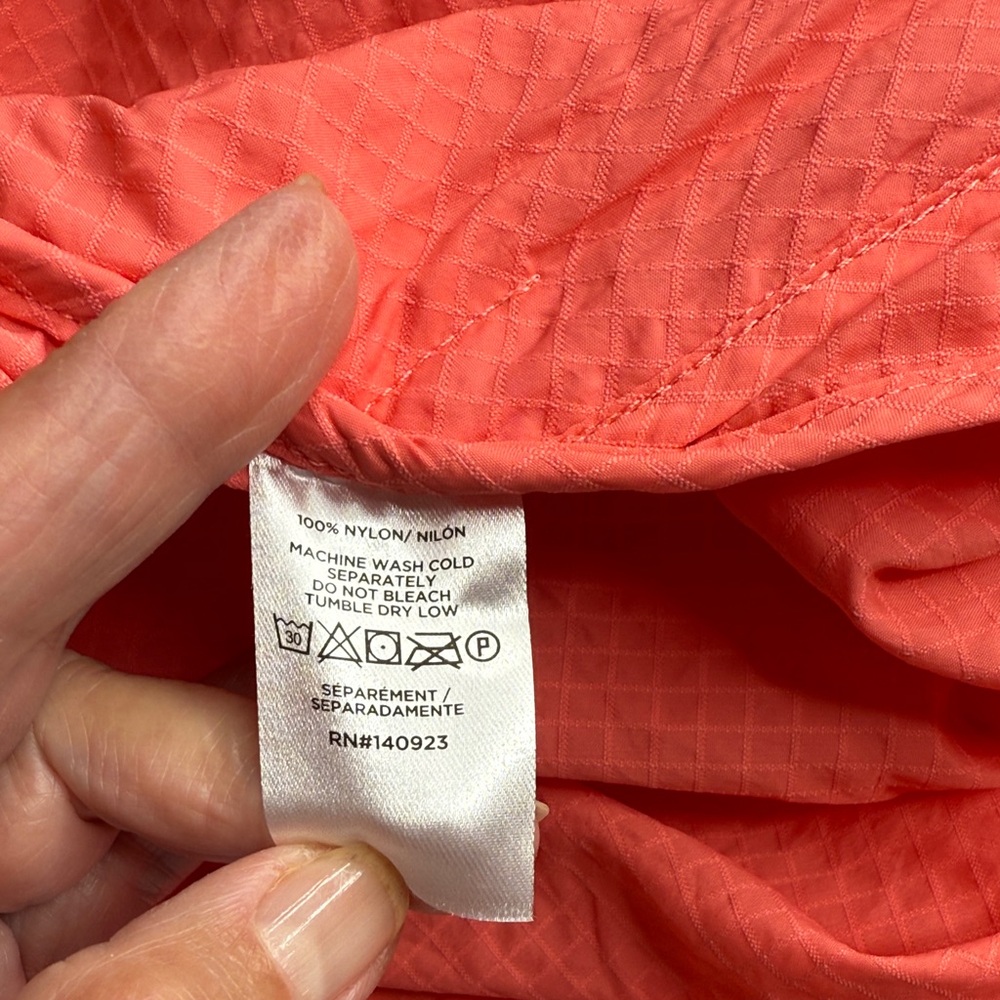 100% NYLON/ NILÓN
MACHINE WASH COLD
SEPARATELY
DO NOT BLEACH
TUMBLE DRY LOW
30 P
SÉPARÉMENT /
SEPARADAMENTE
RN#140923